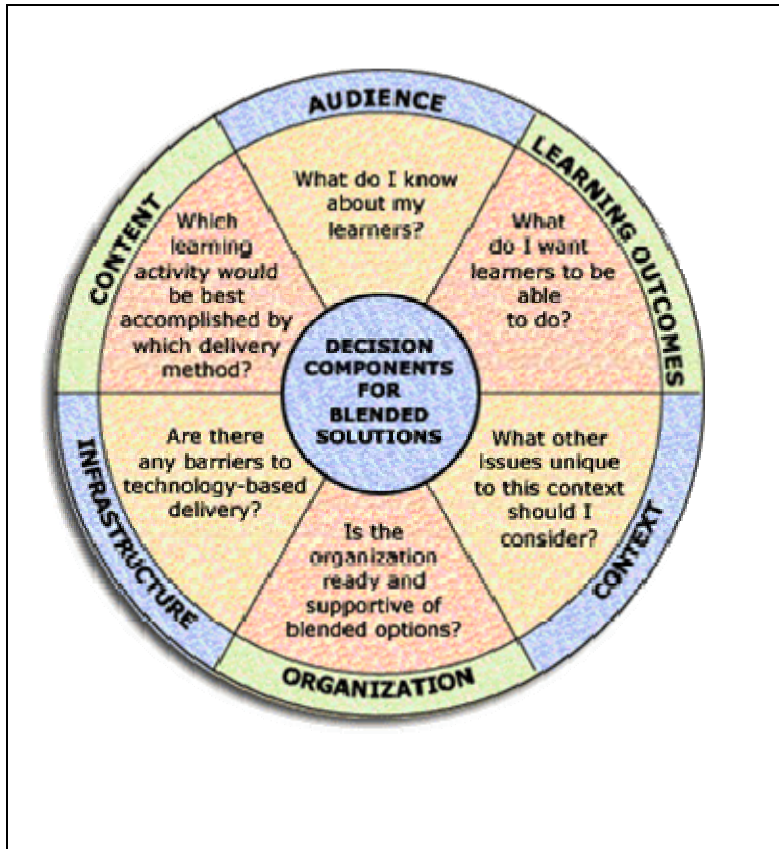 AUDIENCE
What do I know
about my
learners?
LEARNING OUTCOMES
What
do I want
learners to be
able
to do?
CONTEXT
What other
issues unique
to this context
should I
consider?
ORGANIZATION
Is the
organization
ready and
supportive of
blended options?
INFRASTRUCTURE
Are there
any barriers to
technology-based
delivery?
CONTENT
Which
learning
activity would
be best
accomplished by
which delivery
method?
DECISION
COMPONENTS
FOR
BLENDED
SOLUTIONS